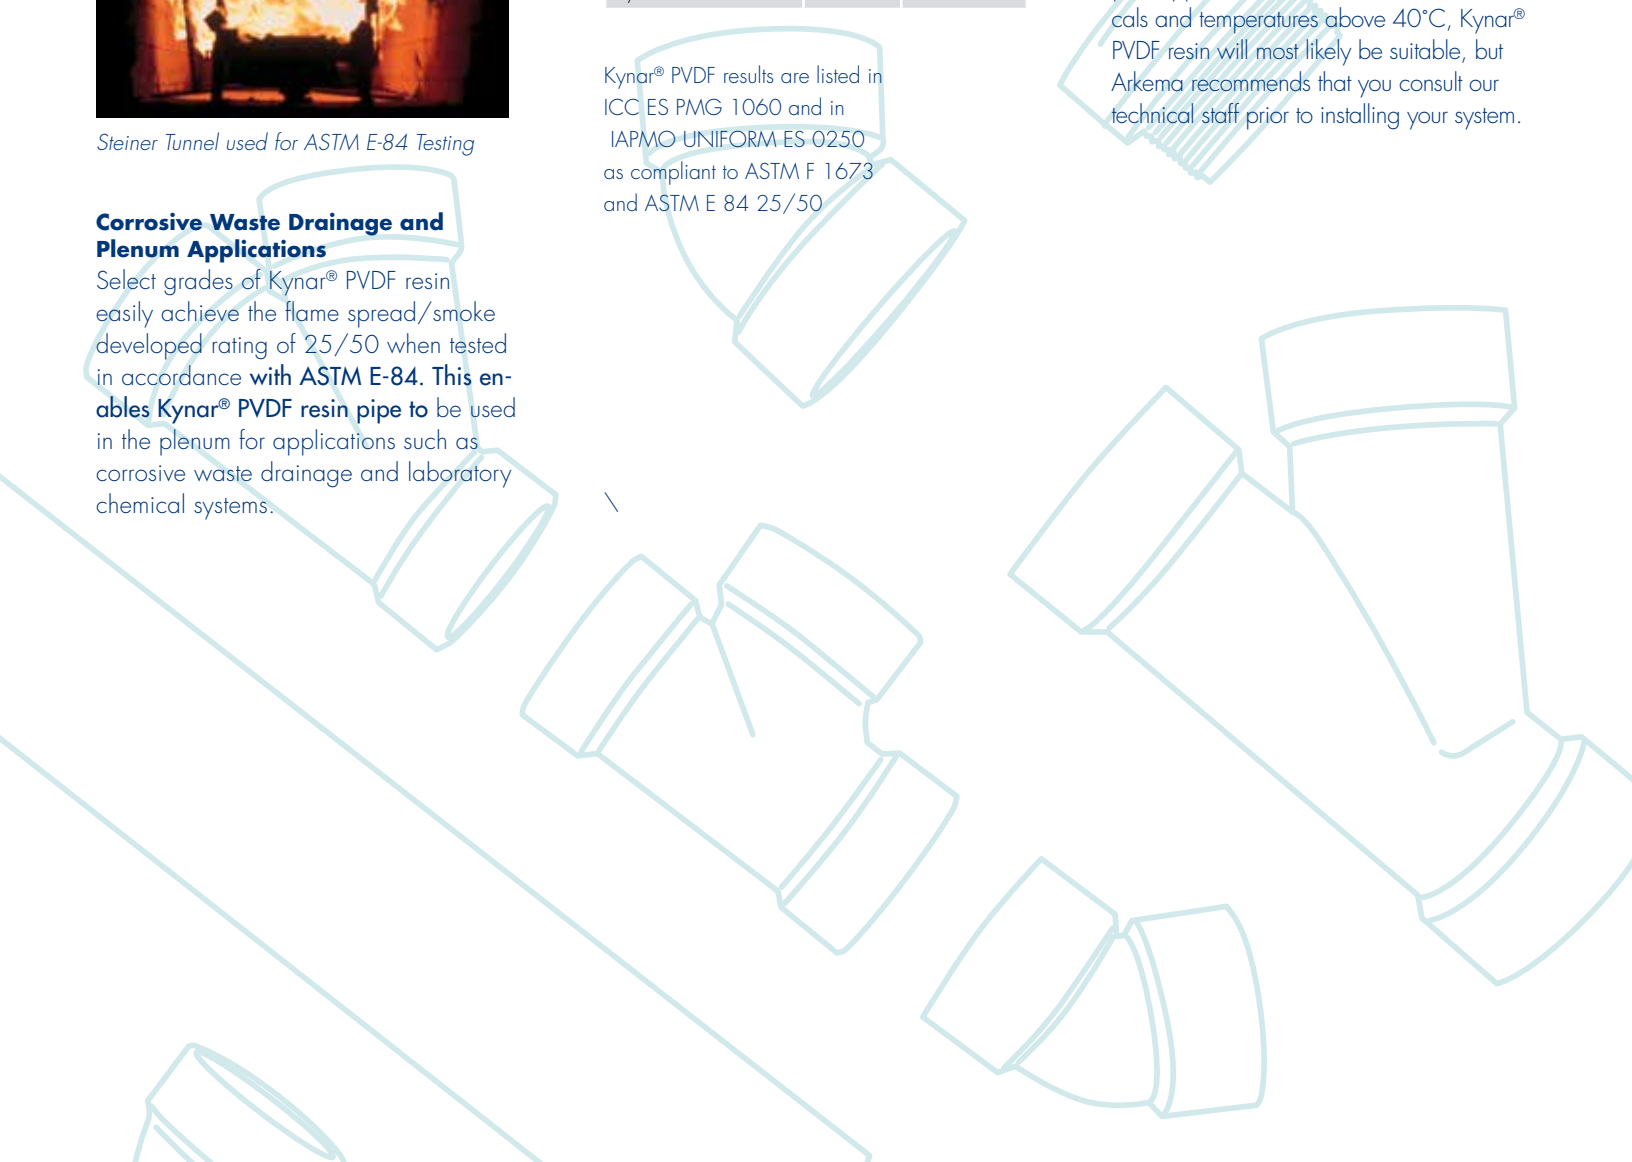 Steiner Tunnel used for ASTM E-84 Testing
Corrosive Waste Drainage and
Plenum Applications
Select grades of Kynar® PVDF resin
easily achieve the flame spread/smoke
developed rating of 25/50 when tested
in accordance with ASTM E-84. This en-
ables Kynar® PVDF resin pipe to be used
in the plenum for applications such as
corrosive waste drainage and laboratory
chemical systems.
Kynar® PVDF results are listed in
ICC ES PMG 1060 and in
IAPMO UNIFORM ES 0250
as compliant to ASTM F 1673
and ASTM E 84 25/50
\
cals and temperatures above 40˚C, Kynar®
PVDF resin will most likely be suitable, but
Arkema recommends that you consult our
technical staff prior to installing your system.